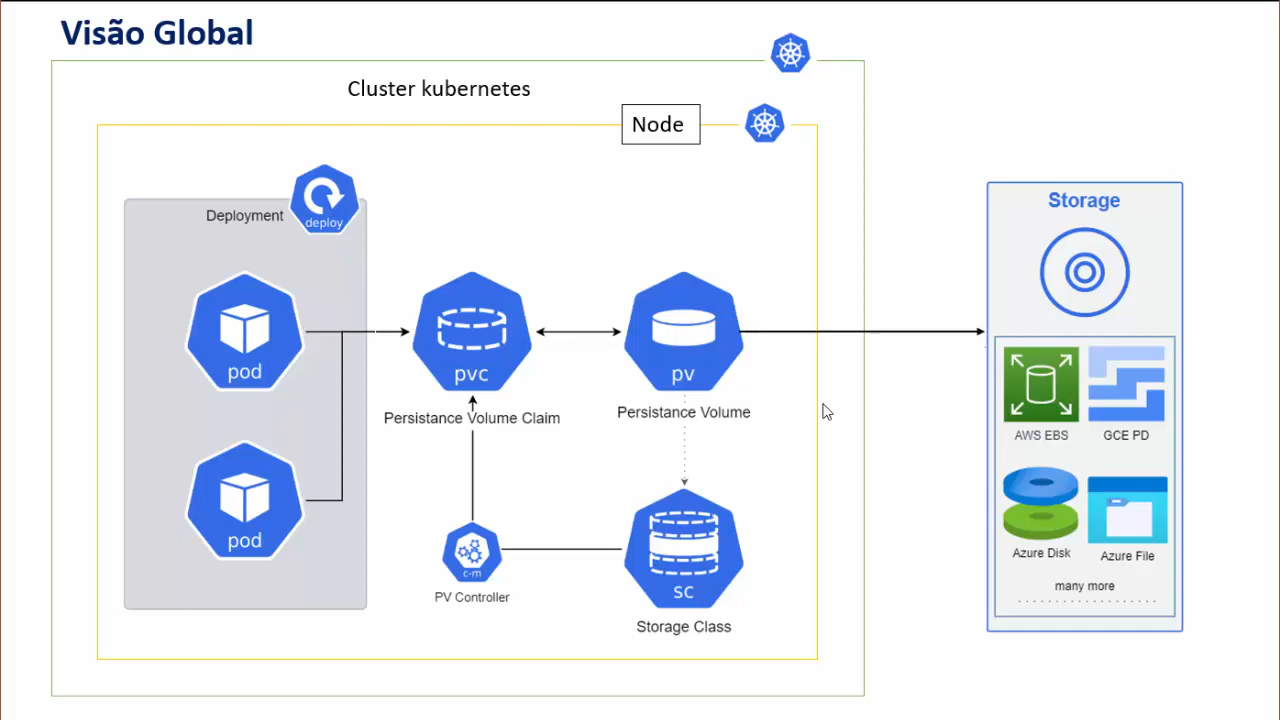 Visão Global
Cluster kubernetes
Node
Deployment
deploy
pod
pod
pvc
Persistance Volume Claim
pv
Persistance Volume
c-m
PV Controller
sc
Storage Class
Storage
AWS EBS
GCE PD
Azure Disk
Azure File
many more